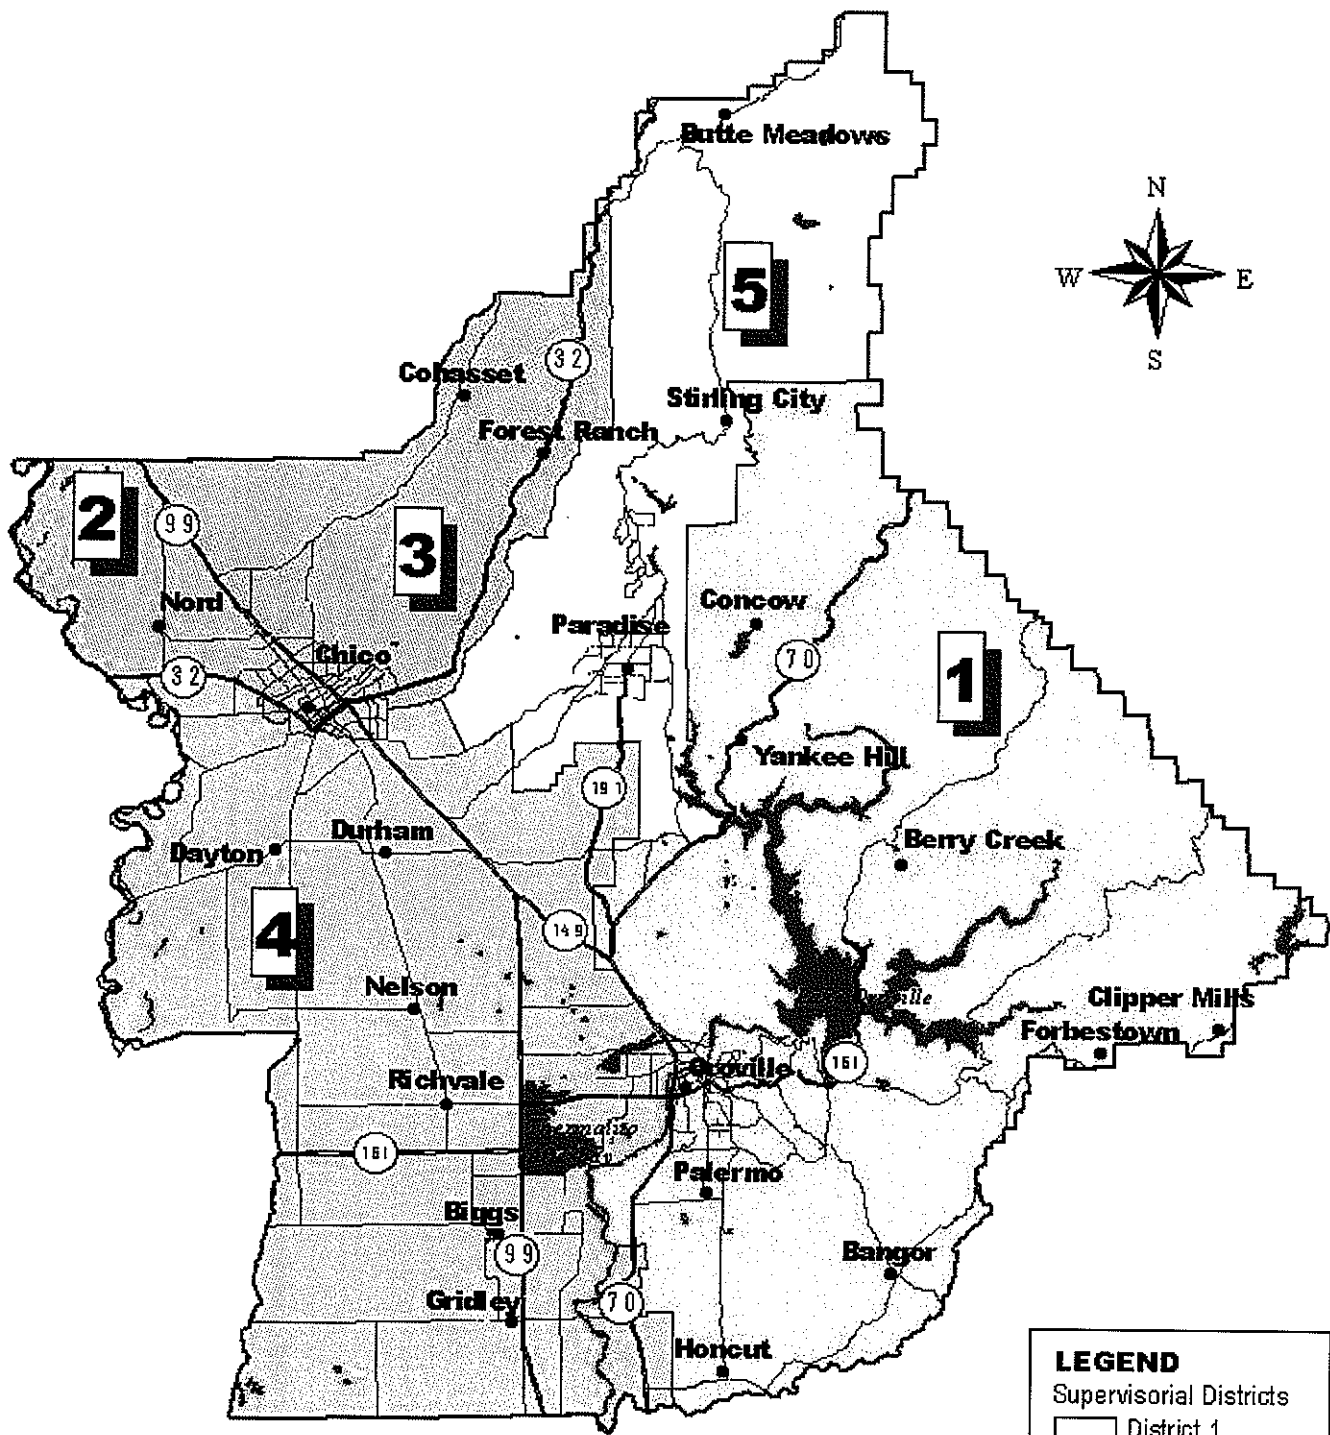 Butte Meadows
N
W
E
S
5
32
Cohasset
Stirling City
Forest Ranch
2
99
3
Nord
Concow
Paradise
Chico
70
32
1
Yankee Hill
191
Durham
Dayton
Berry Creek
4
149
Nelson
Clipper Mills
Forbestown
Oroville
161
Richvale
161
Palermo
Biggs
99
Bangor
Gridley
70
Honcut
LEGEND
Supervisorial Districts
District 1